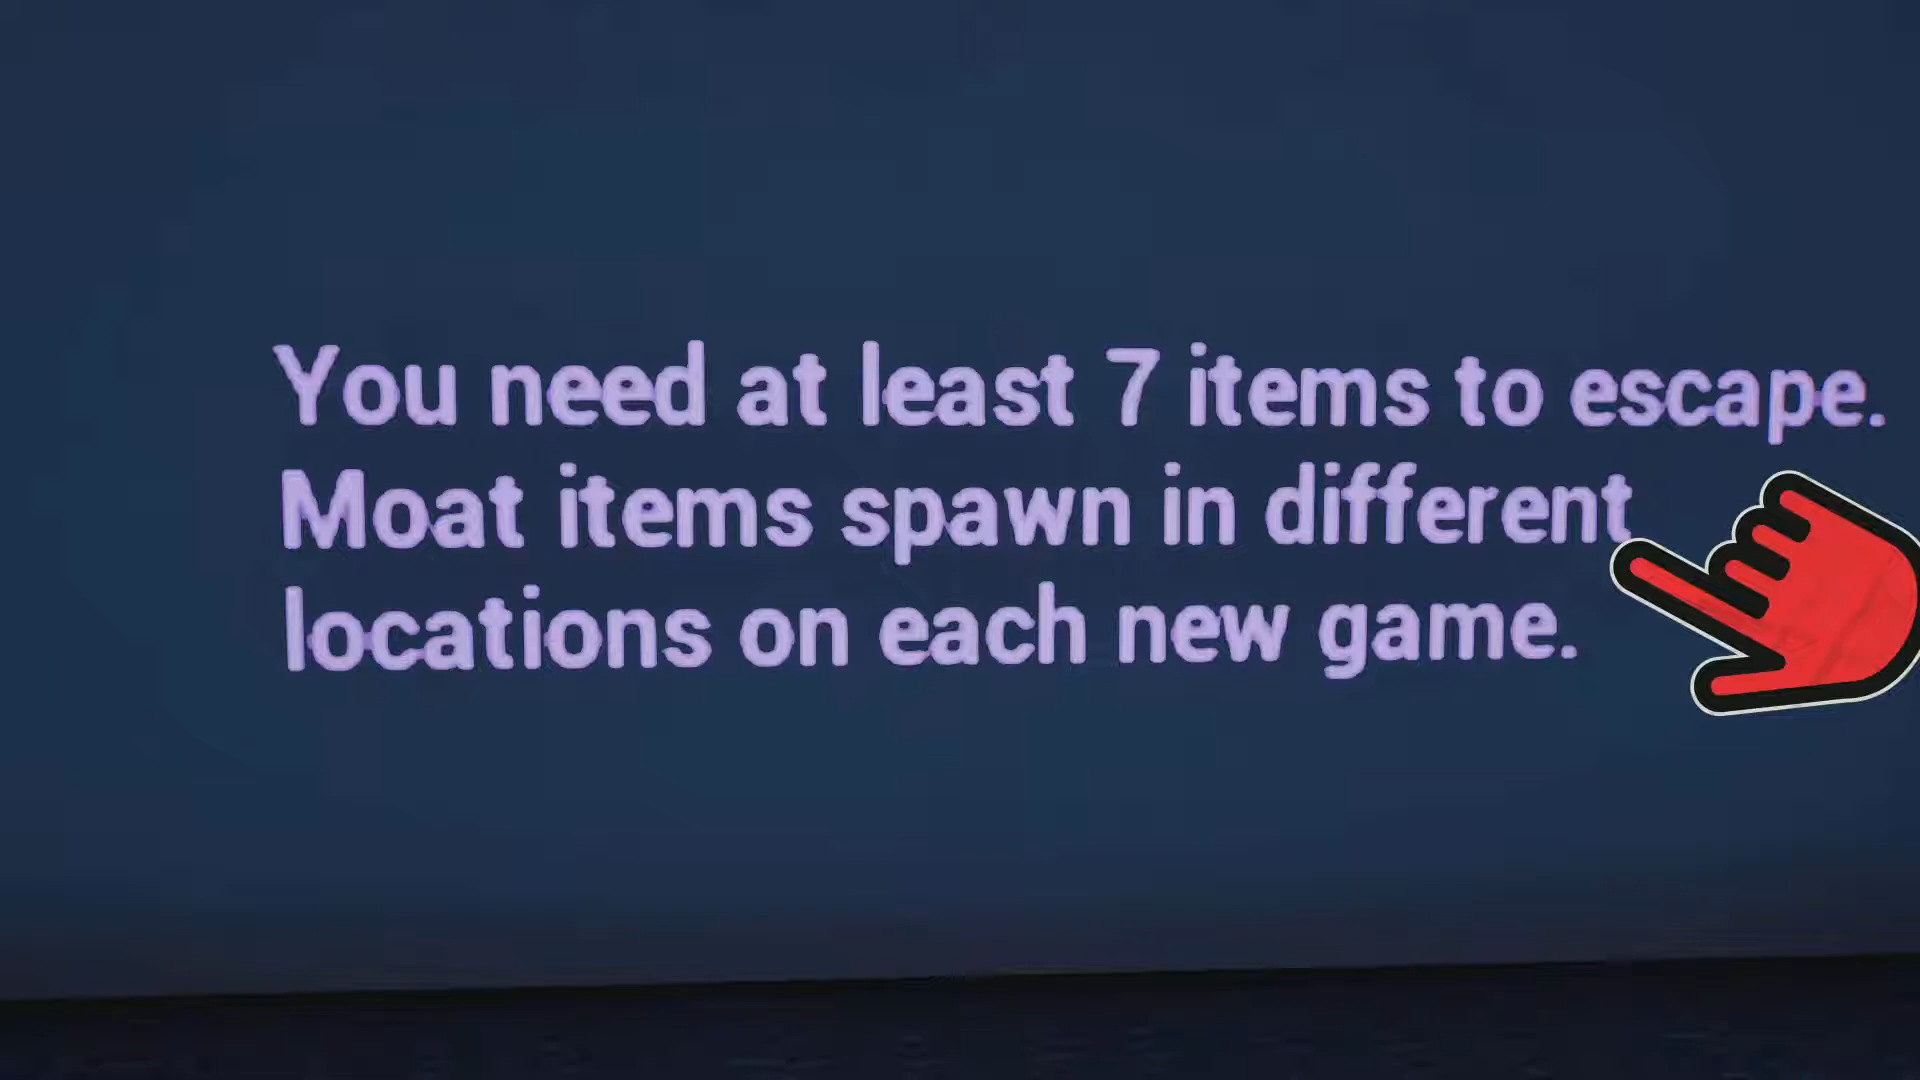 You need at least 7 items to escape.
Moat items spawn in different
locations on each new game.